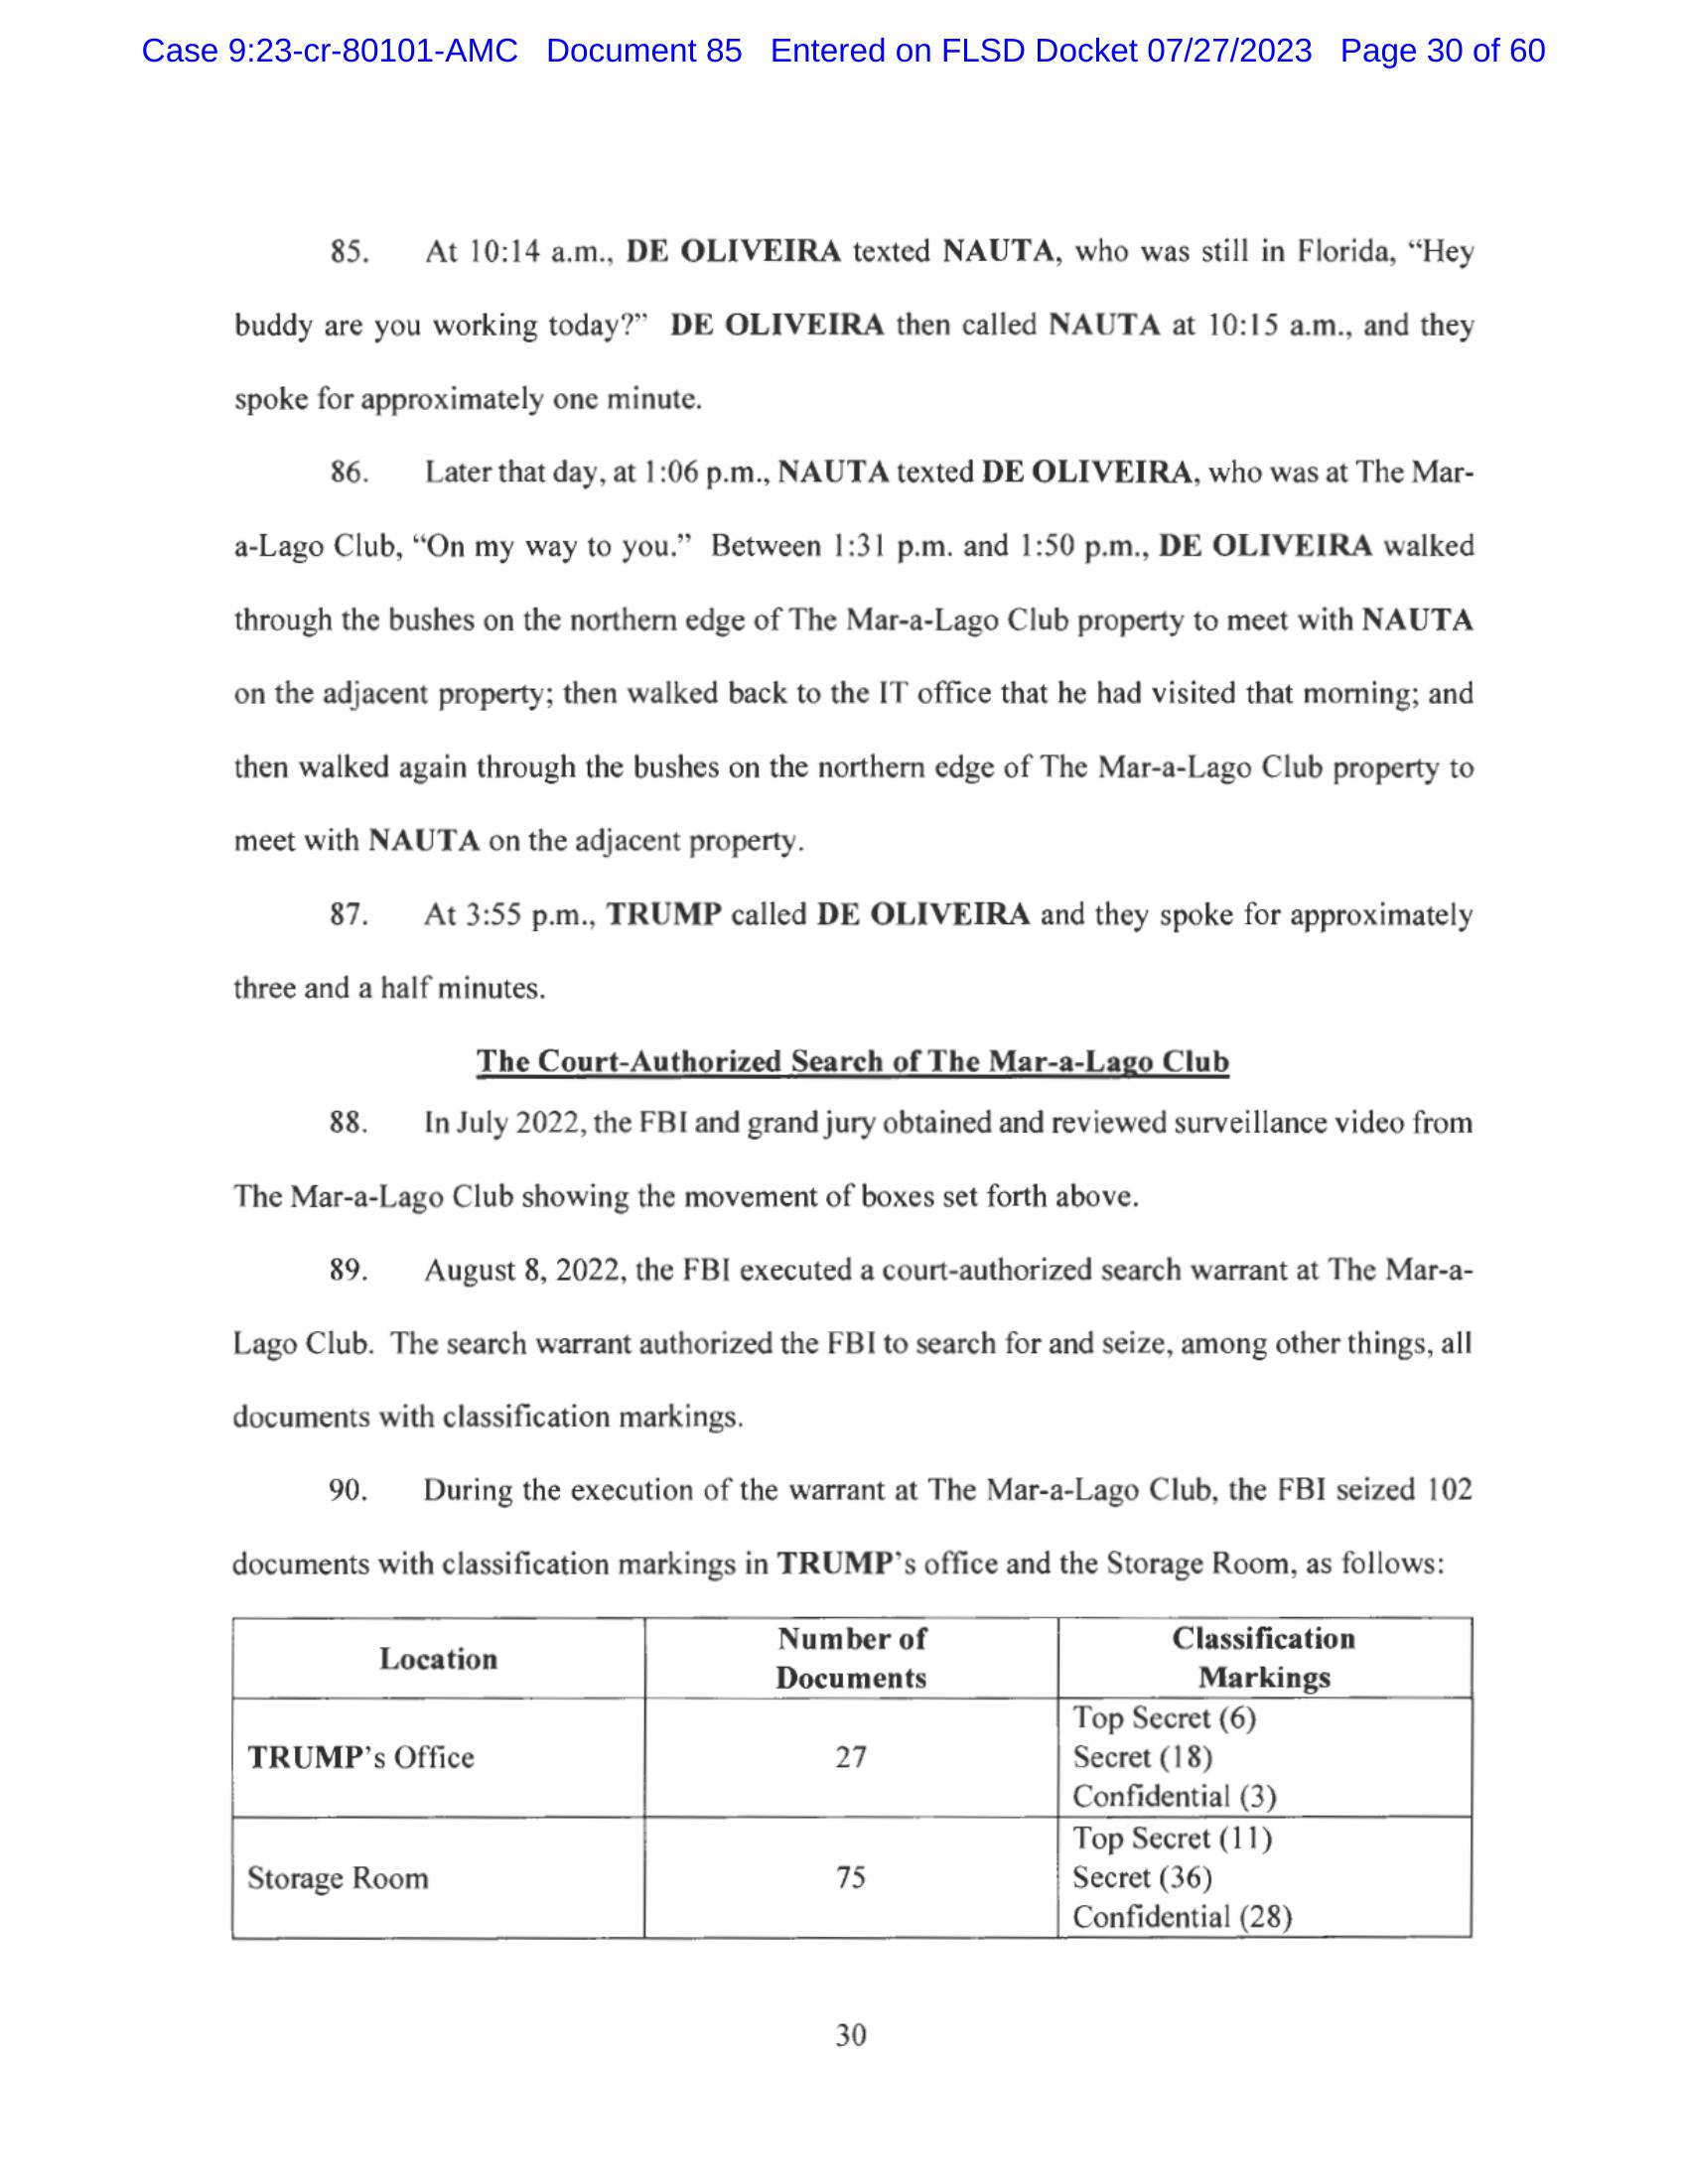 Case 9:23-cr-80101-AMC Document 85 Entered on FLSD Docket 07/27/2023 Page 30 of 60
85. At 10:14 a.m., DE OLIVEIRA texted NAUTA, who was still in Florida, “Hey
buddy are you working today?” DE OLIVEIRA then called NAUTA at 10:15 a.m., and they
spoke for approximately one minute.
86. Later that day, at 1:06 p.m., NAUTA texted DE OLIVEIRA, who was at The Mar-
a-Lago Club, “On my way to you.” Between 1:31 p.m. and 1:50 p.m., DE OLIVEIRA walked
through the bushes on the northern edge of The Mar-a-Lago Club property to meet with NAUTA
on the adjacent property; then walked back to the IT office that he had visited that morning; and
then walked again through the bushes on the northern edge of The Mar-a-Lago Club property to
meet with NAUTA on the adjacent property.
87. At 3:55 p.m., TRUMP called DE OLIVEIRA and they spoke for approximately
three and a half minutes.
The Court-Authorized Search of The Mar-a-Lago Club
88. In July 2022, the FBI and grand jury obtained and reviewed surveillance video from
The Mar-a-Lago Club showing the movement of boxes set forth above.
89. August 8, 2022, the FBI executed a court-authorized search warrant at The Mar-a-
Lago Club. The search warrant authorized the FBI to search for and seize, among other things, all
documents with classification markings.
90. During the execution of the warrant at The Mar-a-Lago Club, the FBI seized 102
documents with classification markings in TRUMP’s office and the Storage Room, as follows:
Location
Number of
Documents
Classification
Markings
TRUMP’s Office
27
Top Secret (6)
Secret (18)
Confidential (3)
Storage Room
75
Top Secret (11)
Secret (36)
Confidential (28)
30